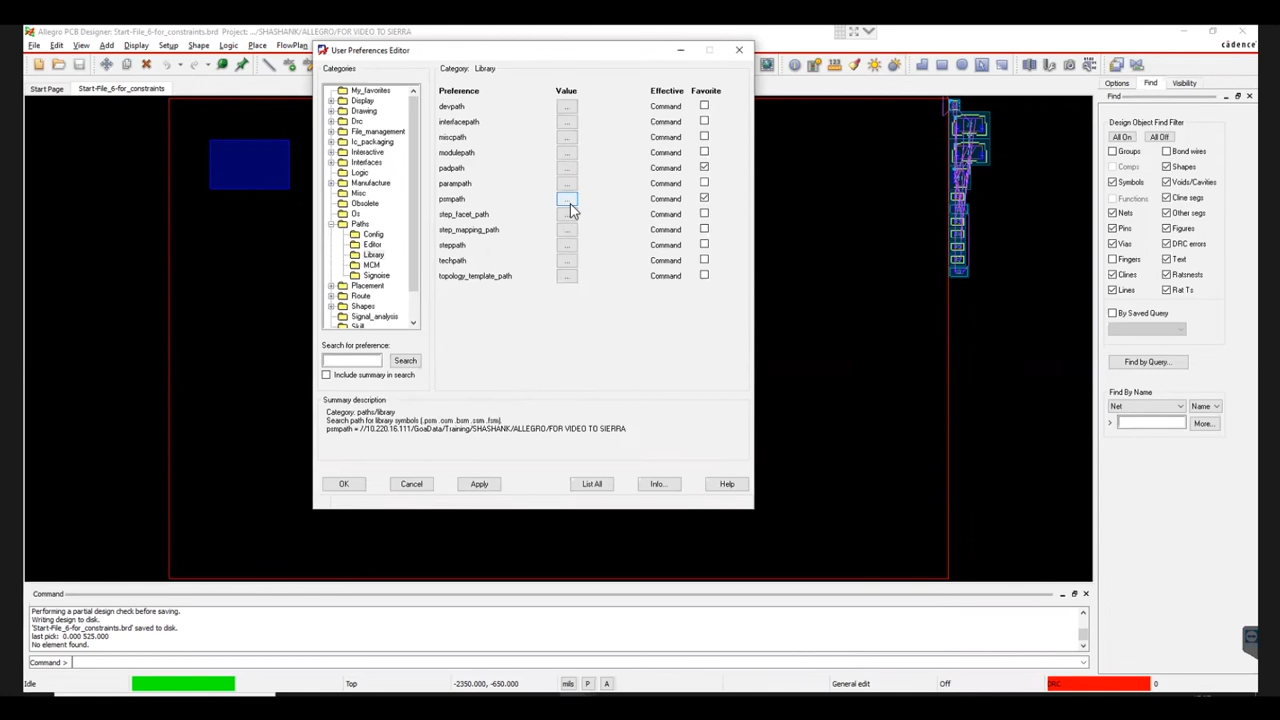 Allegro PCB Designer: Start-File_6-for_constraints.brd Project: .../SHASHANK/ALLEGRO/FOR VIDEO TO SIERRA
File Edit View Add Display Setup Shape Logic Place FlowPlan
cādence
Start Page
Start-File_6-for_constraints
User Preferences Editor
Categories
My_favorites
Display
Drawing
Drc
File_management
Ic_packaging
Interactive
Interfaces
Logic
Manufacture
Misc
Obsolete
Os
Paths
Config
Editor
Library
MCM
Signoise
Placement
Route
Shapes
Signal_analysis
Skill
Search for preference:
Search
Include summary in search
Category: Library
Preference Value Effective Favorite
devpath ... Command
interfacepath ... Command
miscpath ... Command
modulepath ... Command
padpath ... Command
parampath ... Command
psmpath ... Command
step_facet_path ... Command
step_mapping_path ... Command
steppath ... Command
techpath ... Command
topology_template_path ... Command
Summary description
Category: paths/library
Search path for library symbols (.psm .osm .bsm .ssm .fsm).
psmpath = //10.220.16.111/GoaData/Training/SHASHANK/ALLEGRO/FOR VIDEO TO SIERRA
OK Cancel Apply List All Info... Help
Options Find Visibility
Find
Design Object Find Filter
All On All Off
Groups Bond wires
Comps Shapes
Symbols Voids/Cavities
Functions Cline segs
Nets Other segs
Pins Figures
Vias DRC errors
Fingers Text
Clines Ratsnests
Lines Rat Ts
By Saved Query
Find by Query...
Find By Name
Net Name
> More...
Command
Performing a partial design check before saving.
Writing design to disk.
'Start-File_6-for_constraints.brd' saved to disk.
last pick: 0.000 525.000
No element found.
Command >
Idle Top -2350.000, -650.000 mils P A General edit Off DRC 0